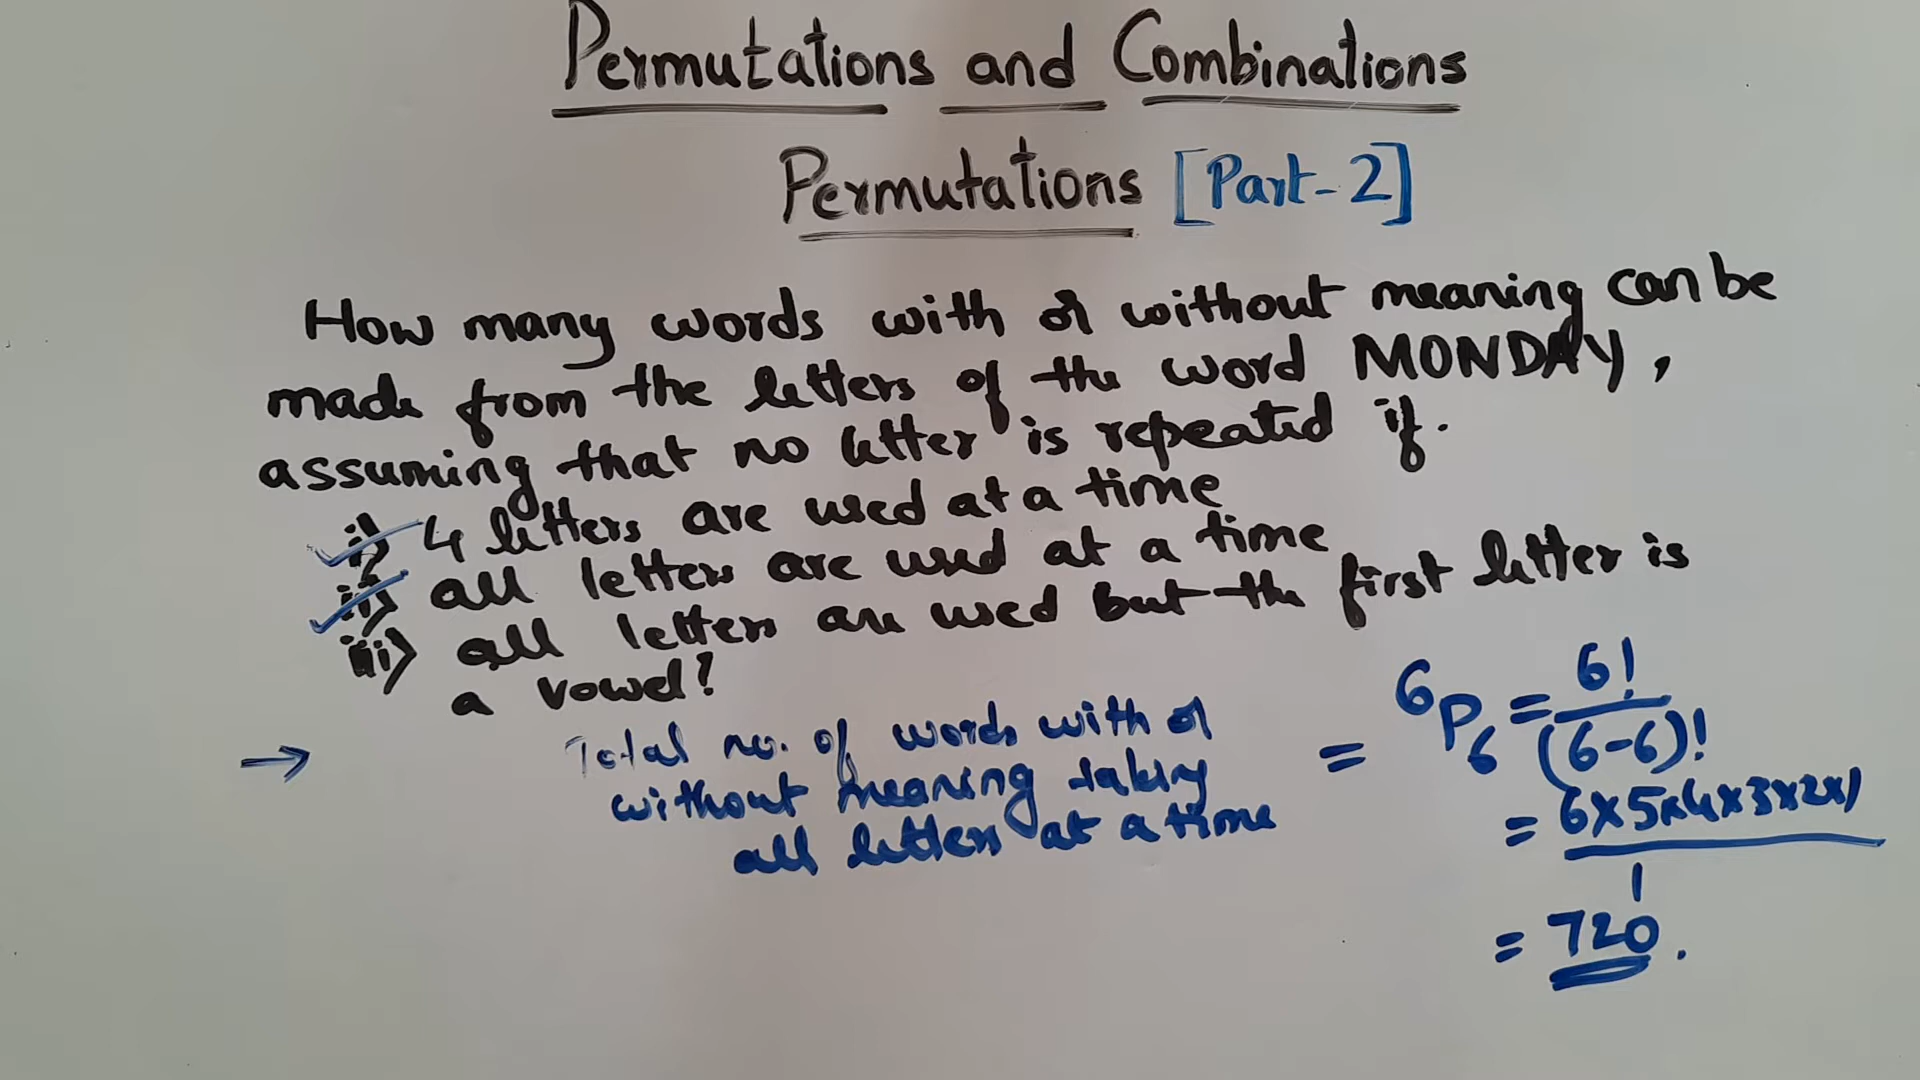 Permutations and Combinations
Permutations [Part-2]
How many words with or without meaning can be
made from the letters of the word MONDAY,
assuming that no letter is repeated if.
i) 4 letters are used at a time
ii) all letters are used at a time
iii) all letters are used but the first letter is
a vowel?
→ Total no. of words with or
without meaning taking
all letters at a time
= ⁶P₆ = 6!/(6-6)!
= 6×5×4×3×2×1/1
= 720.